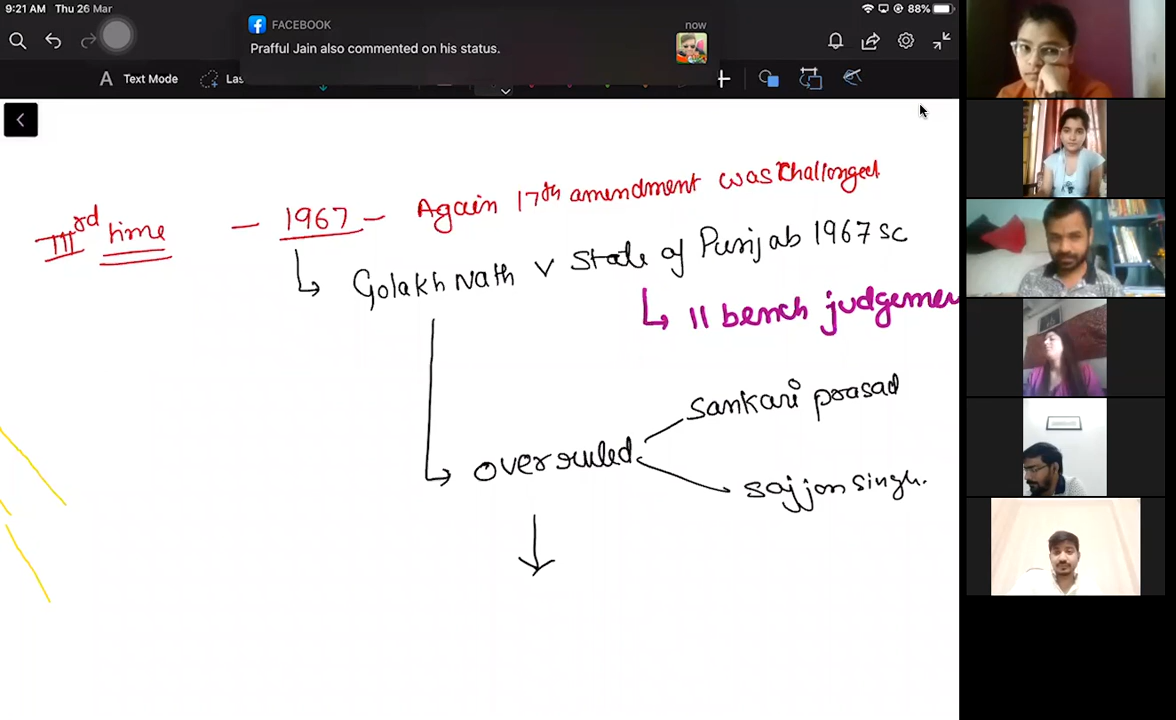 9:21 AM Thu 26 Mar
88%
FACEBOOK
now
Prafful Jain also commented on his status.
Text Mode
Las
IIIrd time - 1967 - Again 17th amendment was challenged
Golakh Nath v State of Punjab 1967 SC
11 bench judgemen
overruled
Sankari prasad
Sajjan singh.